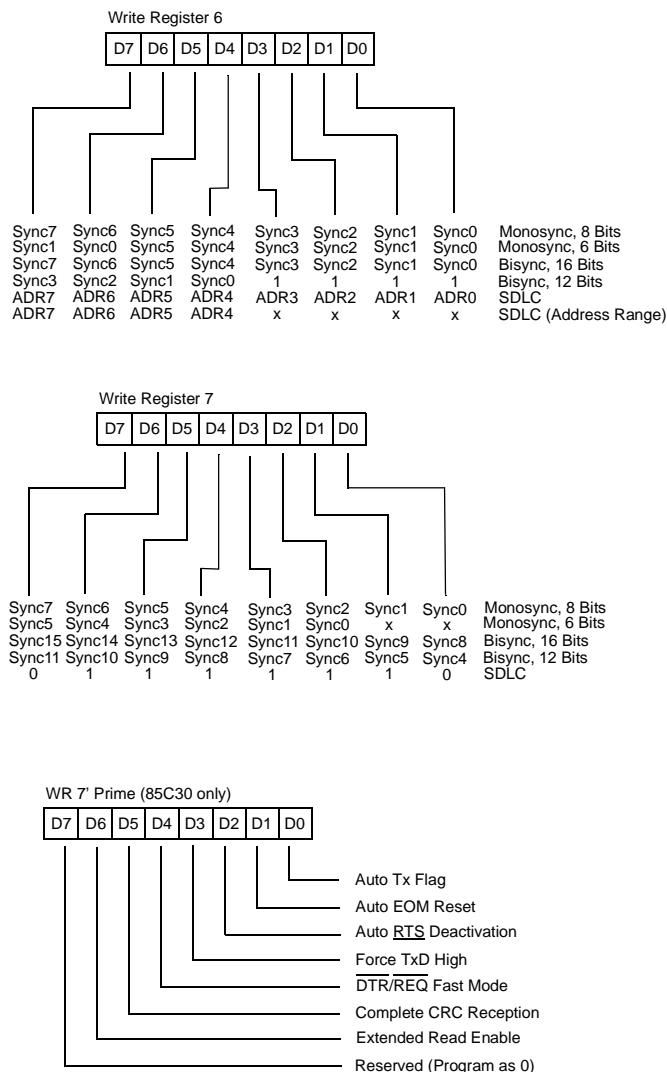 Write Register 6
D7 D6 D5 D4 D3 D2 D1 D0
Sync7 Sync6 Sync5 Sync4 Sync3 Sync2 Sync1 Sync0 Monosync, 8 Bits
Sync1 Sync0 Sync5 Sync4 Sync3 Sync2 Sync1 Sync0 Monosync, 6 Bits
Sync7 Sync6 Sync5 Sync4 Sync3 Sync2 Sync1 Sync0 Bisync, 16 Bits
Sync3 Sync2 Sync1 Sync0 1 1 1 1 Bisync, 12 Bits
ADR7 ADR6 ADR5 ADR4 ADR3 ADR2 ADR1 ADR0 SDLC
ADR7 ADR6 ADR5 ADR4 x x x x SDLC (Address Range)
Write Register 7
D7 D6 D5 D4 D3 D2 D1 D0
Sync7 Sync6 Sync5 Sync4 Sync3 Sync2 Sync1 Sync0 Monosync, 8 Bits
Sync5 Sync4 Sync3 Sync2 Sync1 Sync0 x x Monosync, 6 Bits
Sync15 Sync14 Sync13 Sync12 Sync11 Sync10 Sync9 Sync8 Bisync, 16 Bits
Sync11 Sync10 Sync9 Sync8 Sync7 Sync6 Sync5 Sync4 Bisync, 12 Bits
0 1 1 1 1 1 1 0 SDLC
WR 7' Prime (85C30 only)
D7 D6 D5 D4 D3 D2 D1 D0
Auto Tx Flag
Auto EOM Reset
Auto RTS Deactivation
Force TxD High
DTR/REQ Fast Mode
Complete CRC Reception
Extended Read Enable
Reserved (Program as 0)